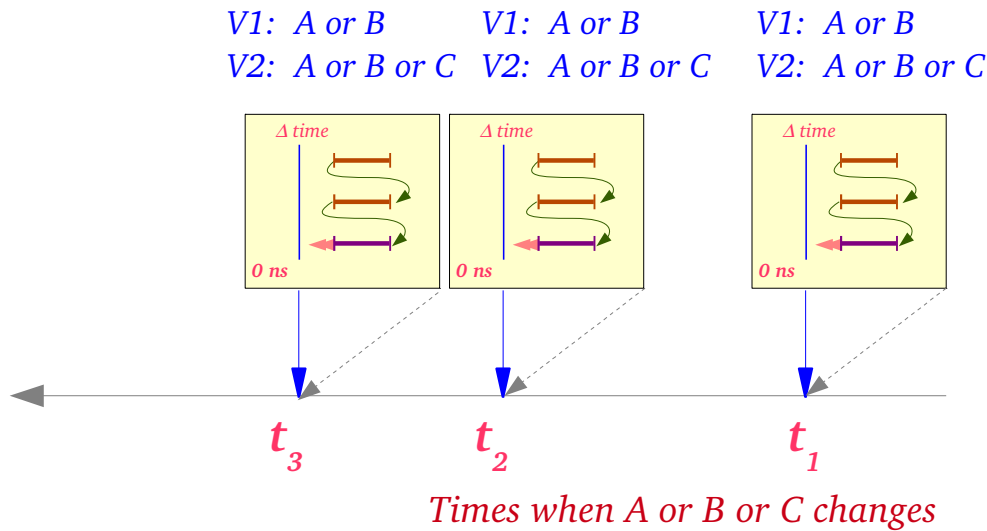 V1: A or B
V2: A or B or C
V1: A or B
V2: A or B or C
V1: A or B
V2: A or B or C
Δ time
0 ns
Δ time
0 ns
Δ time
0 ns
t3
t2
t1
Times when A or B or C changes